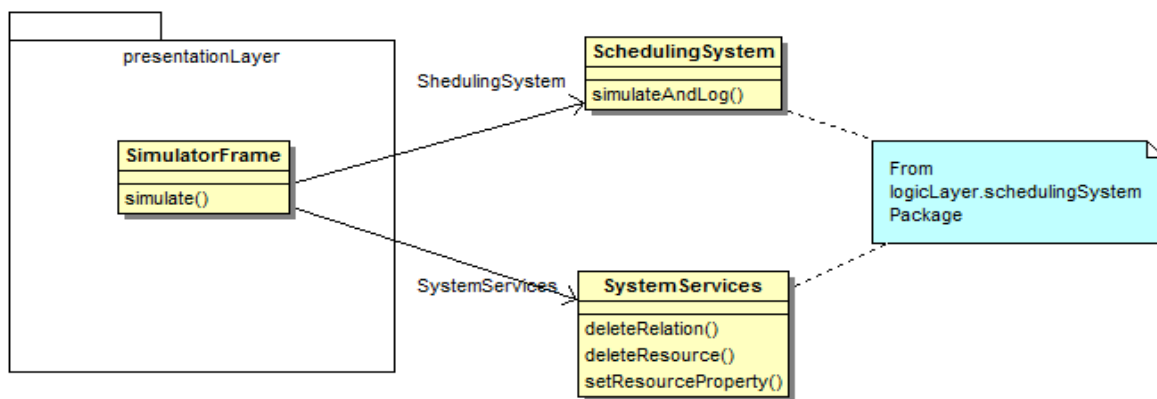 presentationLayer
SchedulingSystem
simulateAndLog()
ShedulingSystem
SimulatorFrame
simulate()
From
logicLayer.schedulingSystem
Package
SystemServices
SystemServices
deleteRelation()
deleteResource()
setResourceProperty()